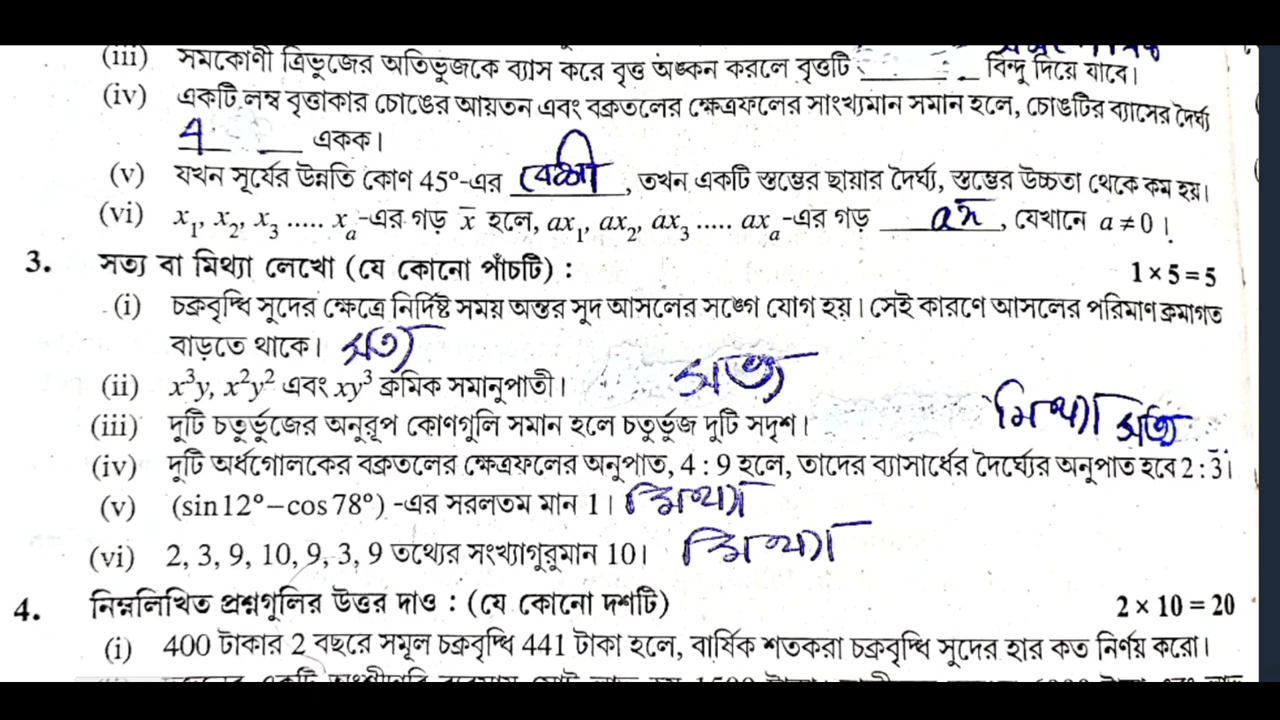 (iii) সমকোণী ত্রিভুজের অতিভুজকে ব্যাস করে বৃত্ত অঙ্কন করলে বৃত্তটি ______ বিন্দু দিয়ে যাবে।
(iv) একটি লম্ব বৃত্তাকার চোঙের আয়তন এবং বক্রতলের ক্ষেত্রফলের সাংখ্যমান সমান হলে, চোঙটির ব্যাসের দৈর্ঘ্য
4 ___ একক।
(v) যখন সূর্যের উন্নতি কোণ 45°-এর বেশী, তখন একটি স্তম্ভের ছায়ার দৈর্ঘ্য, স্তম্ভের উচ্চতা থেকে কম হয়।
(vi) x₁, x₂, x₃ ..... xₐ-এর গড় x̅ হলে, ax₁, ax₂, ax₃ ..... axₐ-এর গড় ax̅, যেখানে a ≠ 0।
3. সত্য বা মিথ্যা লেখো (যে কোনো পাঁচটি) : 1 × 5 = 5
(i) চক্রবৃদ্ধি সুদের ক্ষেত্রে নির্দিষ্ট সময় অন্তর সুদ আসলের সঙ্গে যোগ হয়। সেই কারণে আসলের পরিমাণ ক্রমাগত
বাড়তে থাকে। সত্য
(ii) x³y, x²y² এবং xy³ ক্রমিক সমানুপাতী। সত্য
(iii) দুটি চতুর্ভুজের অনুরূপ কোণগুলি সমান হলে চতুর্ভুজ দুটি সদৃশ। মিথ্যা সত্যি
(iv) দুটি অর্ধগোলকের বক্রতলের ক্ষেত্রফলের অনুপাত, 4 : 9 হলে, তাদের ব্যাসার্ধের দৈর্ঘ্যের অনুপাত হবে 2 : 3।
(v) (sin12° – cos78°) -এর সরলতম মান 1। মিথ্যা
(vi) 2, 3, 9, 10, 9, 3, 9 তথ্যের সংখ্যাগুরুমান 10। মিথ্যা
4. নিম্নলিখিত প্রশ্নগুলির উত্তর দাও : (যে কোনো দশটি) 2 × 10 = 20
(i) 400 টাকার 2 বছরে সমূল চক্রবৃদ্ধি 441 টাকা হলে, বার্ষিক শতকরা চক্রবৃদ্ধি সুদের হার কত নির্ণয় করো।